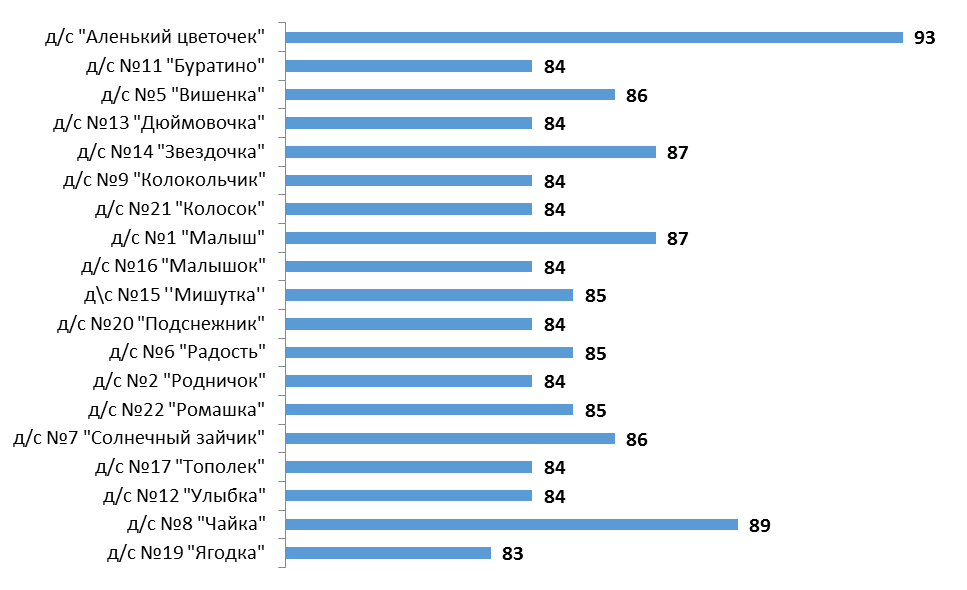 д/с "Аленький цветочек" 93
д/с №11 "Буратино" 84
д/с №5 "Вишенка" 86
д/с №13 "Дюймовочка" 84
д/с №14 "Звездочка" 87
д/с №9 "Колокольчик" 84
д/с №21 "Колосок" 84
д/с №1 "Малыш" 87
д/с №16 "Малышок" 84
д\с №15 ''Мишутка'' 85
д/с №20 "Подснежник" 84
д/с №6 "Радость" 85
д/с №2 "Родничок" 84
д/с №22 "Ромашка" 85
д/с №7 "Солнечный зайчик" 86
д/с №17 "Тополек" 84
д/с №12 "Улыбка" 84
д/с №8 "Чайка" 89
д/с №19 "Ягодка" 83